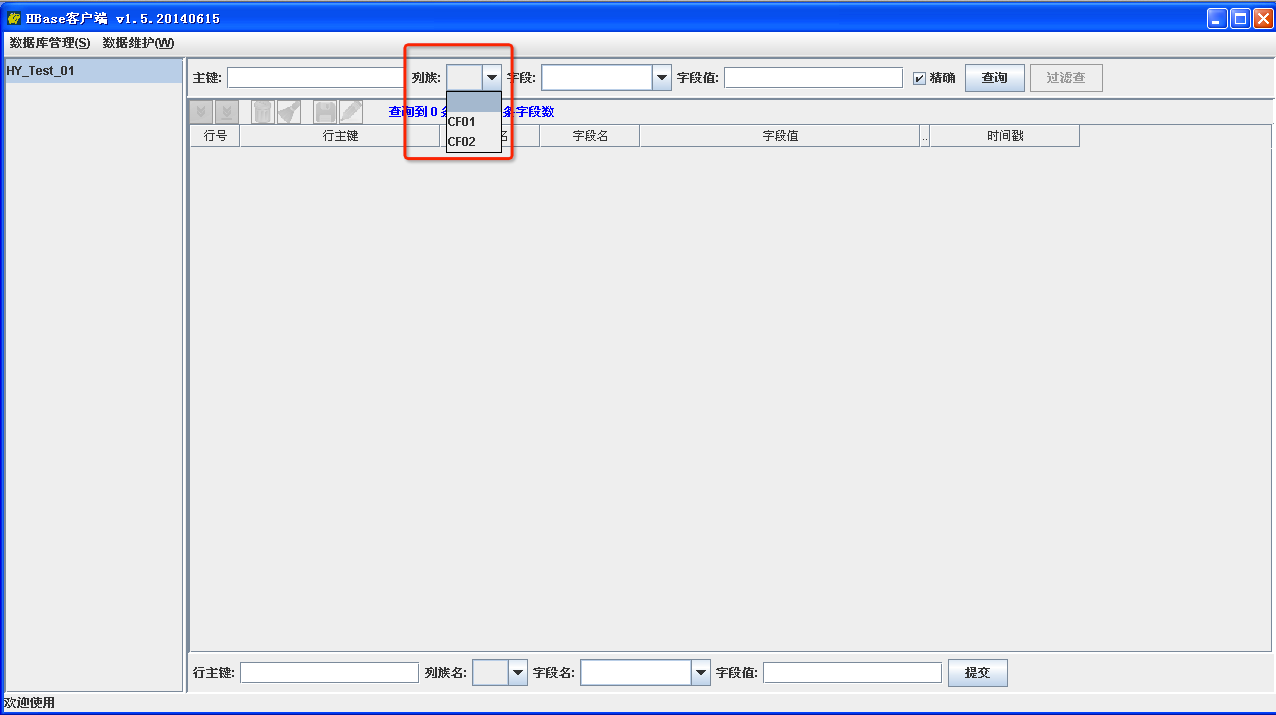 HBase客户端 v1.5.20140615
数据库管理(S) 数据维护(W)
HY_Test_01
主键: 列族: 字段: 字段值: 精确 查询 过滤查
CF01
CF02
查询到 0 条字段数
行号 行主键 名 字段名 字段值 .. 时间戳
行主键: 列族名: 字段名: 字段值: 提交
欢迎使用